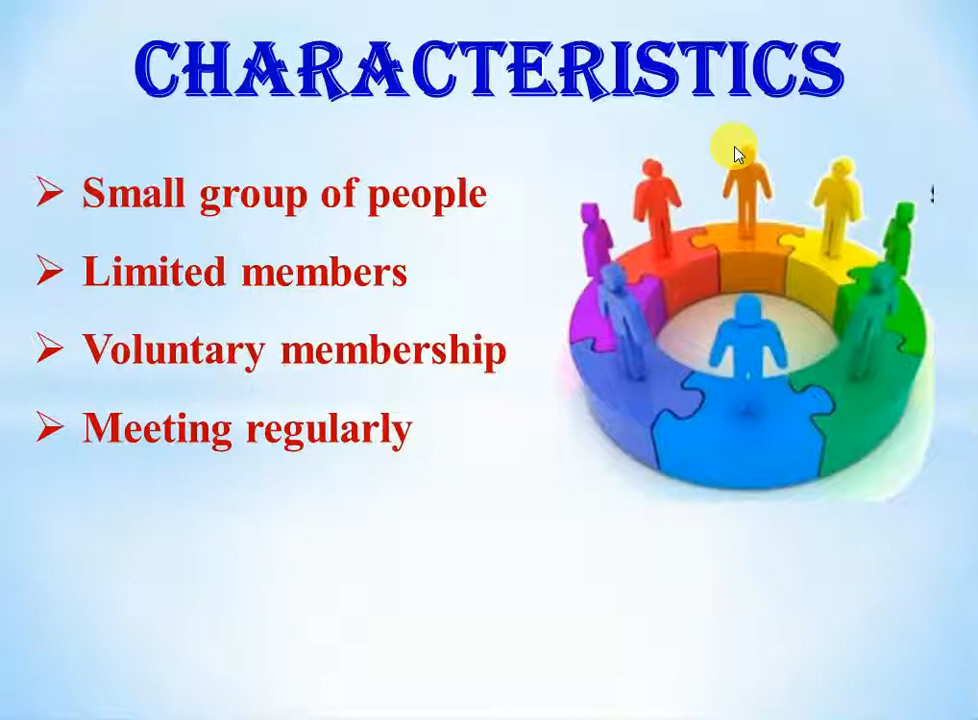 CHARACTERISTICS
Small group of people
Limited members
Voluntary membership
Meeting regularly